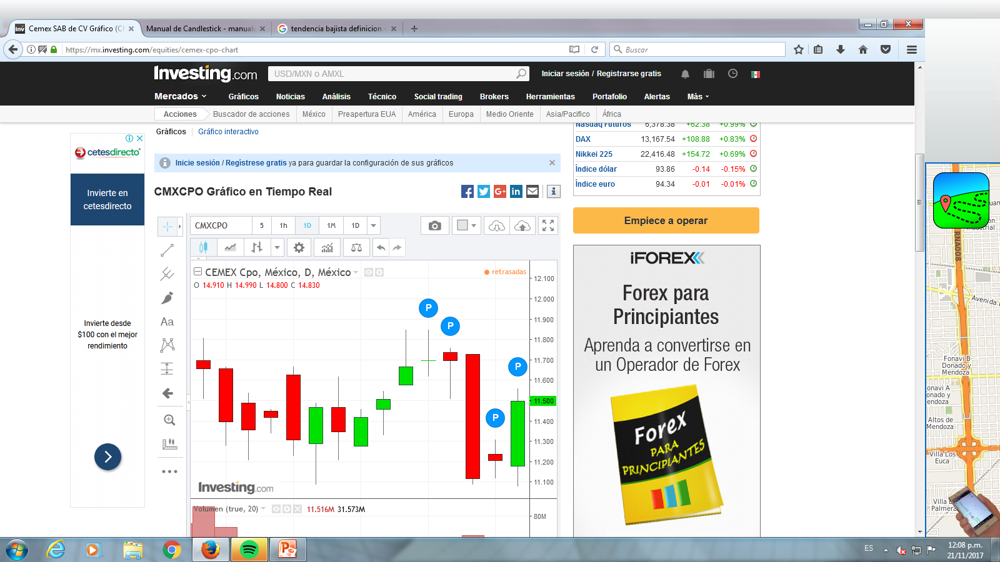 Cemex SAB de CV Gráfico (C
Manual de Candlestick - manual
tendencia bajista definicion -
https://mx.investing.com/equities/cemex-cpo-chart
Buscar
Investing.com
USD/MXN o AMXL
Iniciar sesión / Registrarse gratis
Mercados
Gráficos
Noticias
Análisis
Técnico
Social trading
Brokers
Herramientas
Portafolio
Alertas
Más
Acciones
Buscador de acciones
México
Preapertura EUA
América
Europa
Medio Oriente
Asia/Pacifico
África
Gráficos
Gráfico interactivo
Nasdaq Futuros 6,378.38 +62.38 +0.99%
DAX 13,167.54 +108.88 +0.83%
Nikkei 225 22,416.48 +154.72 +0.69%
Índice dólar 93.86 -0.14 -0.15%
Índice euro 94.34 -0.01 -0.01%
cetesdirecto
Invierte en
cetesdirecto
Invierte desde
$100 con el mejor
rendimiento
Inicie sesión / Regístrese gratis ya para guardar la configuración de sus gráficos
CMXCPO Gráfico en Tiempo Real
CMXCPO 5 1h 1D 1M 1D
Aa
CEMEX Cpo, México, D, México
retrasadas
O 14.910 H 14.990 L 14.800 C 14.830
P
P
P
P
12.100
12.000
11.900
11.800
11.700
11.600
11.500
11.400
11.300
11.200
11.100
Investing.com
Volumen (true, 20) 11.516M 31.573M
80M
Empiece a operar
iFOREX
Forex para
Principiantes
Aprenda a convertirse en
un Operador de Forex
Forex
PARA
PRINCIPIANTES
RNA008
Avenida
Fonavi B
Donado y
Mendoza
onavi A
onado y
endoza
Altos de
Mendoza
Villa Los
Euca
Villa
Palmera
ES
12:08 p.m.
21/11/2017